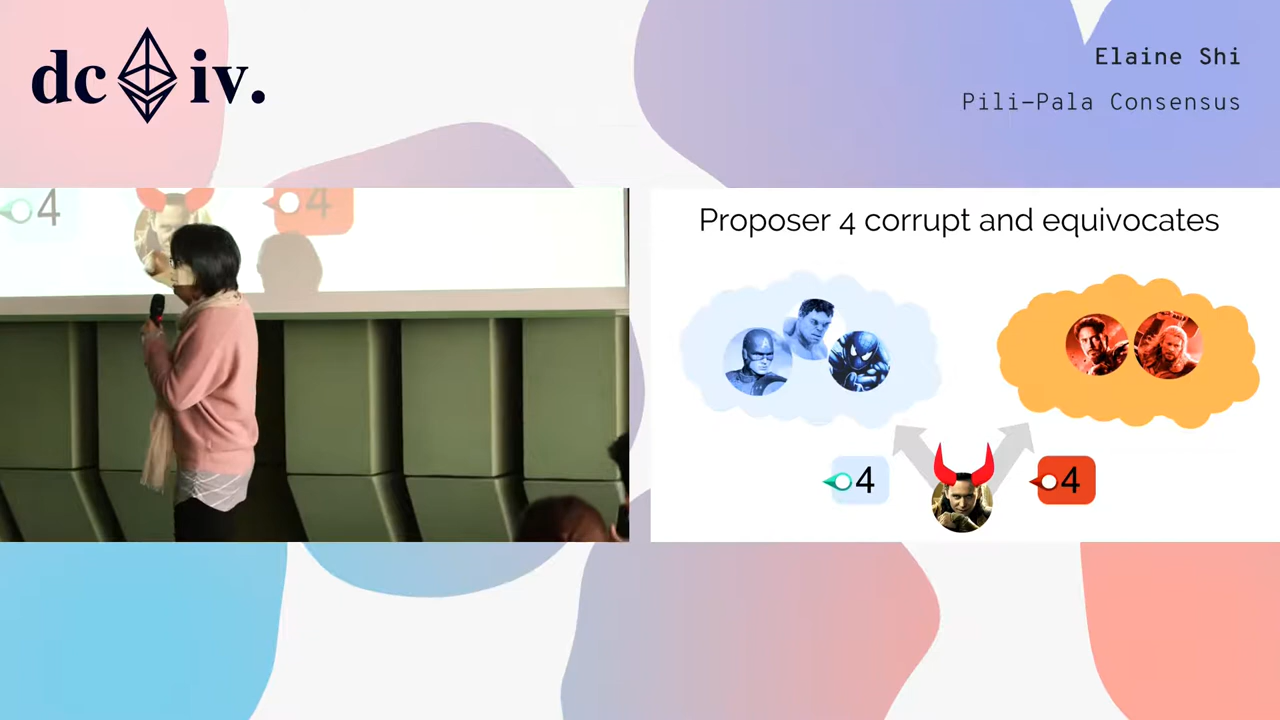 dc iv.
Elaine Shi
Pili-Pala Consensus
4
4
Proposer 4 corrupt and equivocates
4
4